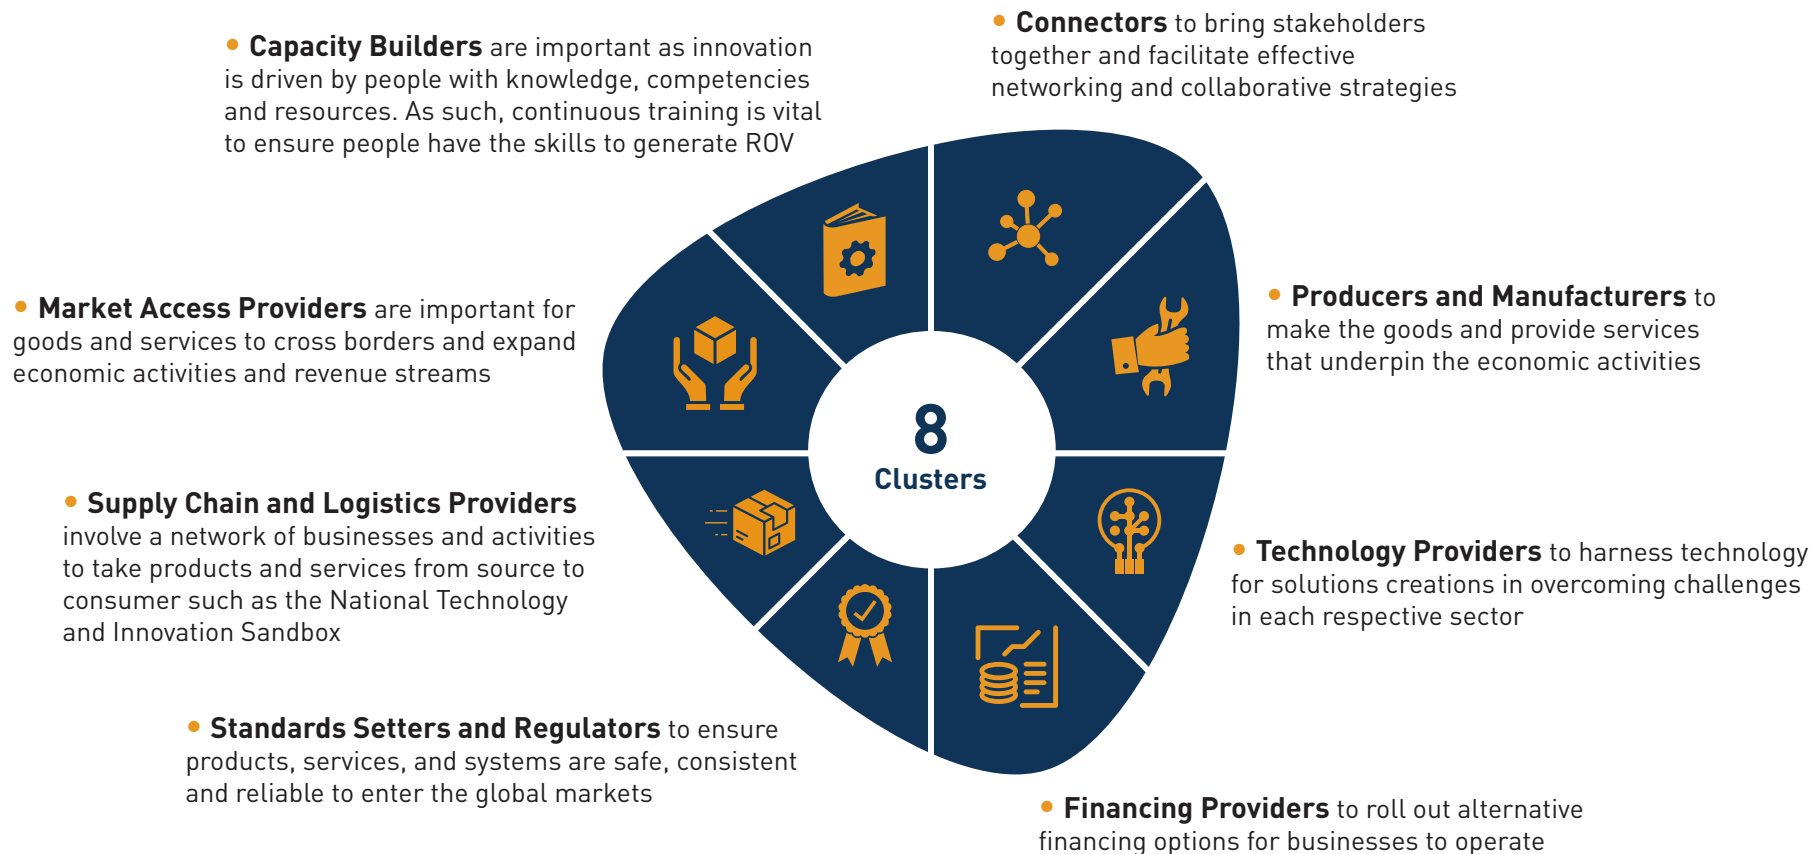 • Connectors to bring stakeholders
together and facilitate effective
networking and collaborative strategies
• Capacity Builders are important as innovation
is driven by people with knowledge, competencies
and resources. As such, continuous training is vital
to ensure people have the skills to generate ROV
• Producers and Manufacturers to
make the goods and provide services
that underpin the economic activities
• Market Access Providers are important for
goods and services to cross borders and expand
economic activities and revenue streams
8
Clusters
• Supply Chain and Logistics Providers
involve a network of businesses and activities
to take products and services from source to
consumer such as the National Technology
and Innovation Sandbox
• Technology Providers to harness technology
for solutions creations in overcoming challenges
in each respective sector
• Standards Setters and Regulators to ensure
products, services, and systems are safe, consistent
and reliable to enter the global markets
• Financing Providers to roll out alternative
financing options for businesses to operate